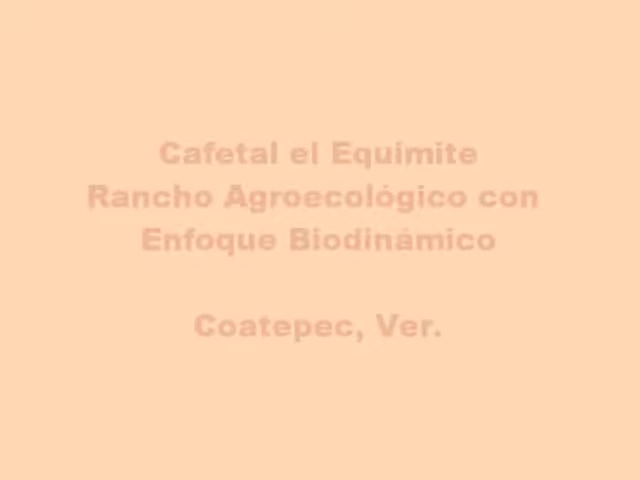 Cafetal el Equimite
Rancho Agroecológico con
Enfoque Biodinámico
Coatepec, Ver.